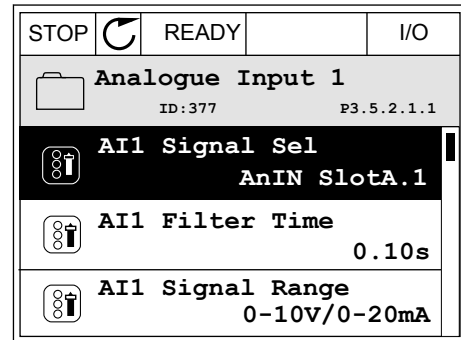 STOP READY I/O
Analogue Input 1
ID:377 P3.5.2.1.1
AI1 Signal Sel
AnIN SlotA.1
AI1 Filter Time
0.10s
AI1 Signal Range
0-10V/0-20mA